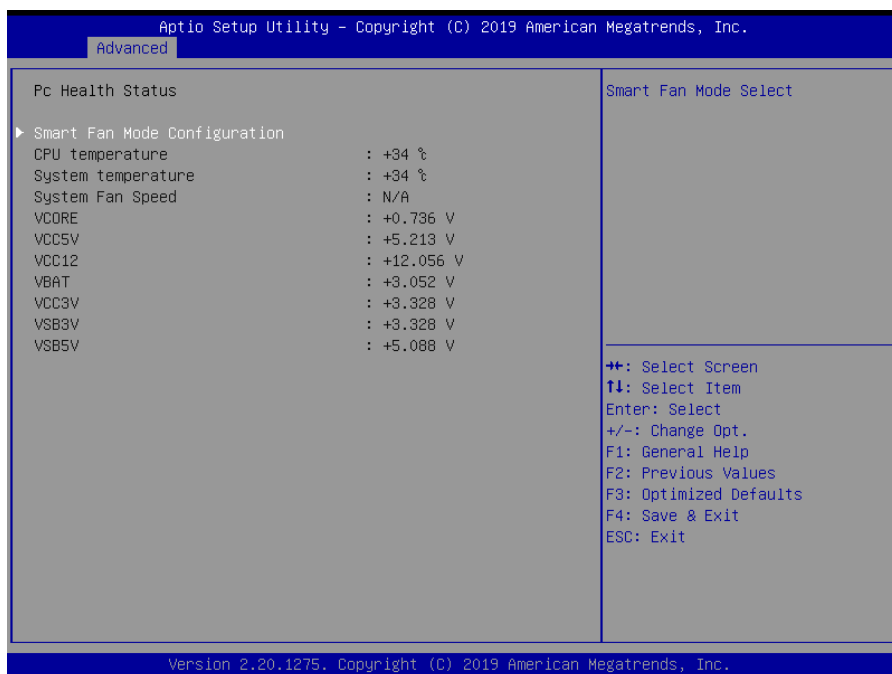 Aptio Setup Utility – Copyright (C) 2019 American Megatrends, Inc.
Advanced
Pc Health Status
Smart Fan Mode Configuration
CPU temperature : +34 ℃
System temperature : +34 ℃
System Fan Speed : N/A
VCORE : +0.736 V
VCC5V : +5.213 V
VCC12 : +12.056 V
VBAT : +3.052 V
VCC3V : +3.328 V
VSB3V : +3.328 V
VSB5V : +5.088 V
Smart Fan Mode Select
→←: Select Screen
↑↓: Select Item
Enter: Select
+/-: Change Opt.
F1: General Help
F2: Previous Values
F3: Optimized Defaults
F4: Save & Exit
ESC: Exit
Version 2.20.1275. Copyright (C) 2019 American Megatrends, Inc.